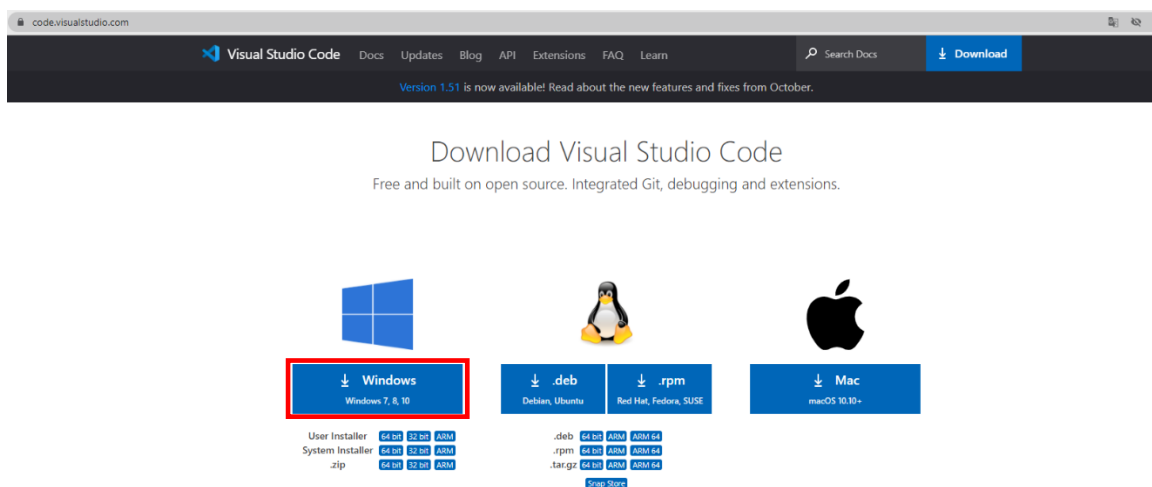 code.visualstudio.com
Visual Studio Code Docs Updates Blog API Extensions FAQ Learn Search Docs Download
Version 1.51 is now available! Read about the new features and fixes from October.
Download Visual Studio Code
Free and built on open source. Integrated Git, debugging and extensions.
Windows
Windows 7, 8, 10
.deb
Debian, Ubuntu
.rpm
Red Hat, Fedora, SUSE
Mac
macOS 10.10+
User Installer 64 bit 32 bit ARM
System Installer 64 bit 32 bit ARM
.zip 64 bit 32 bit ARM
.deb 64 bit ARM ARM 64
.rpm 64 bit ARM ARM 64
.tar.gz 64 bit ARM ARM 64
Snap Store